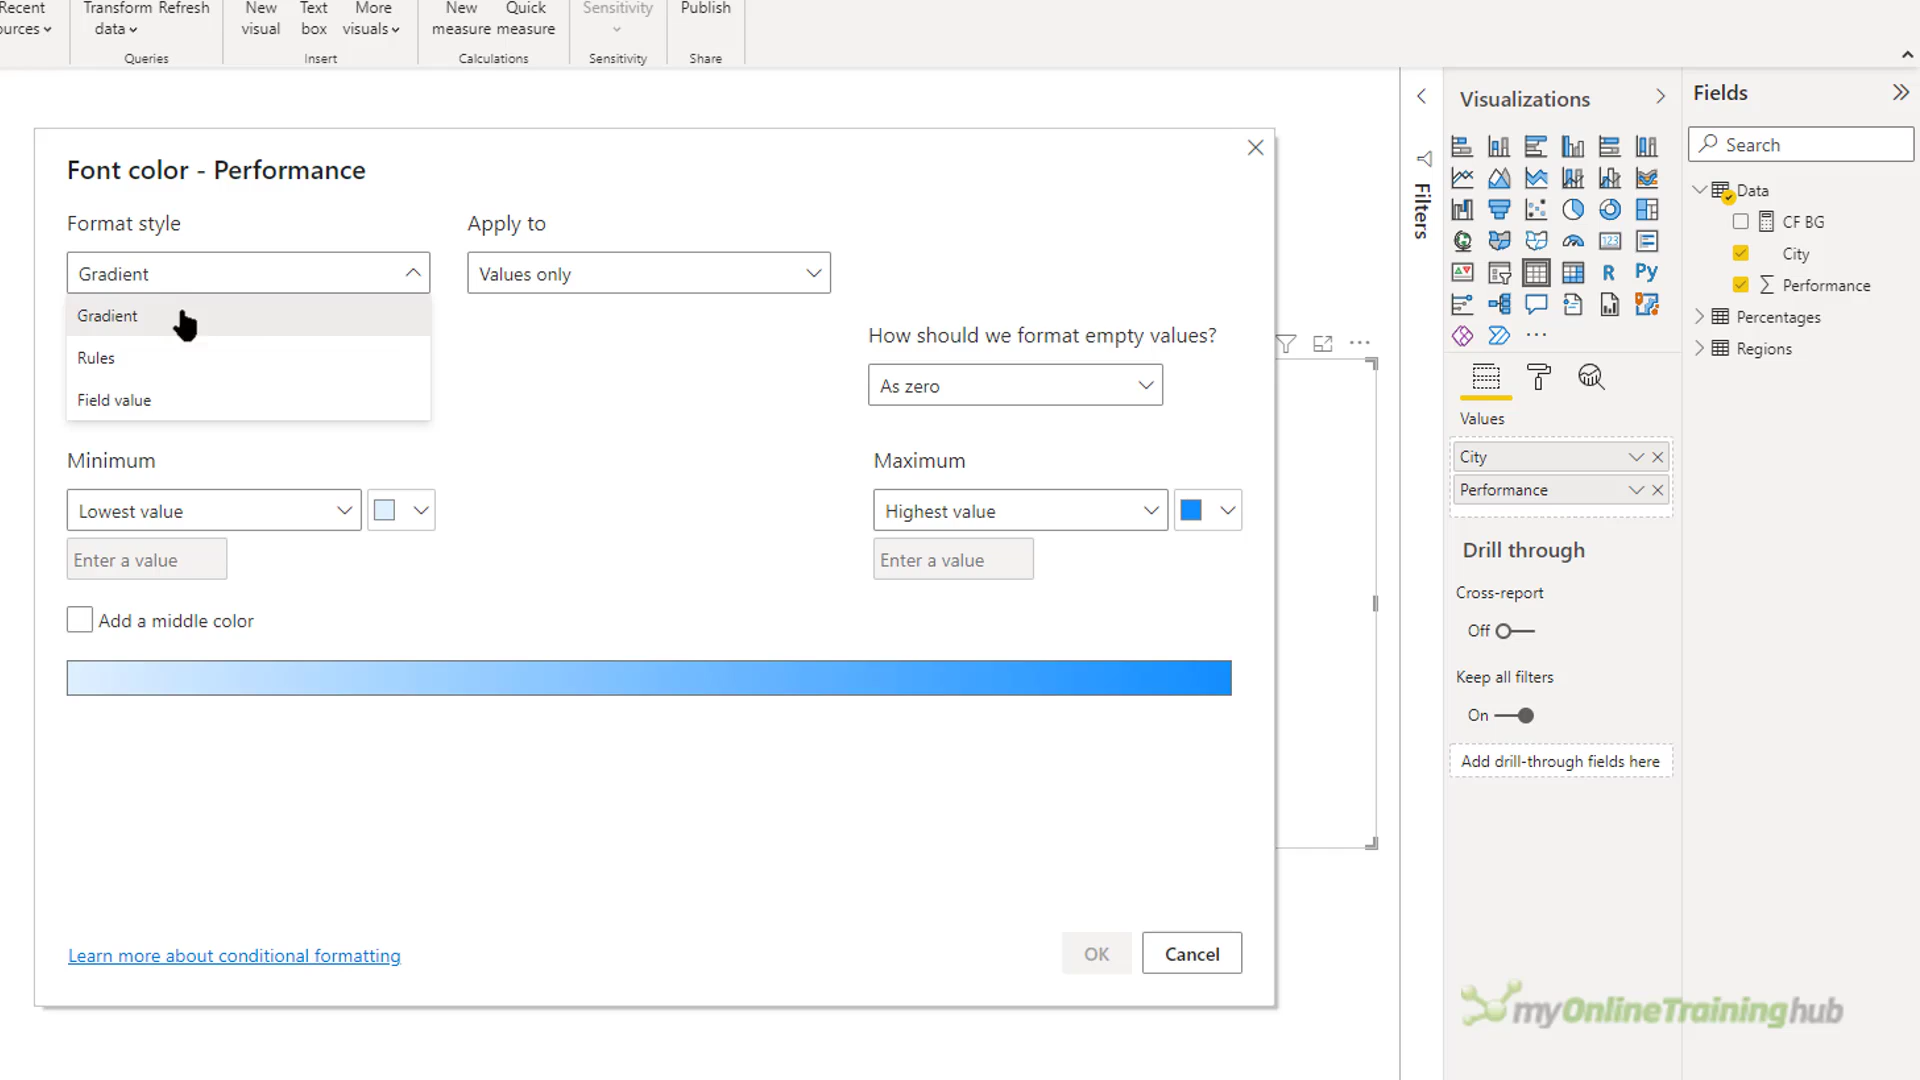 Recent
Transform Refresh
New
Text
More
New
Quick
Sensitivity
Publish
data
visual
box
visuals
measure measure
Queries
Insert
Calculations
Sensitivity
Share
Font color - Performance
Format style
Apply to
Gradient
Values only
Gradient
Rules
Field value
How should we format empty values?
As zero
Minimum
Maximum
Lowest value
Highest value
Enter a value
Enter a value
Add a middle color
Learn more about conditional formatting
OK
Cancel
Filters
Visualizations
123
R
Py
Values
City
Performance
Drill through
Cross-report
Off
Keep all filters
On
Add drill-through fields here
Fields
Search
Data
CF BG
City
Performance
Percentages
Regions
myOnlineTraininghub